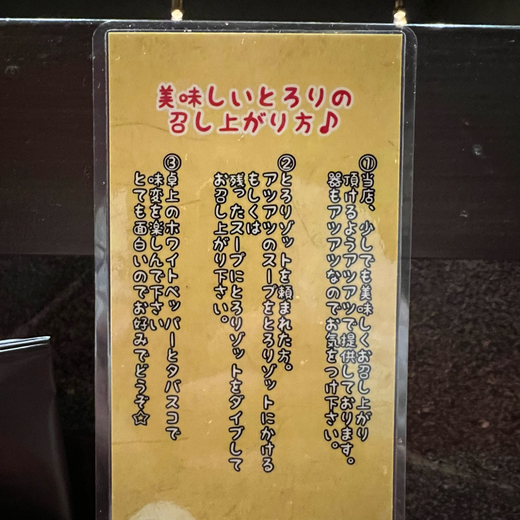 美味しいとろりの
召し上がり方♪
①当店、少しでも美味しくお召し上がり
頂けるようアツアツで提供しております。
器もアツアツなのでお気をつけ下さい。
②とろリゾットを頼まれた方。
アツアツのスープをとろリゾットにかける
もしくは
残ったスープにとろリゾットをダイブして
お召し上がり下さい。
③卓上のホワイトペッパーとタバスコで
味変を楽しんで下さい
とても面白いのでお好みでどうぞ☆